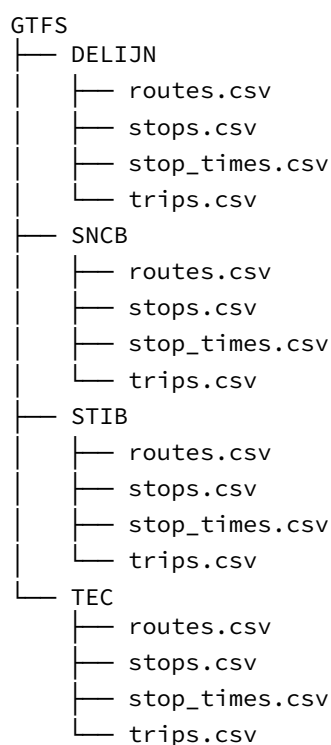 GTFS
├── DELIJN
│   ├── routes.csv
│   ├── stops.csv
│   ├── stop_times.csv
│   └── trips.csv
├── SNCB
│   ├── routes.csv
│   ├── stops.csv
│   ├── stop_times.csv
│   └── trips.csv
├── STIB
│   ├── routes.csv
│   ├── stops.csv
│   ├── stop_times.csv
│   └── trips.csv
└── TEC
    ├── routes.csv
    ├── stops.csv
    ├── stop_times.csv
    └── trips.csv